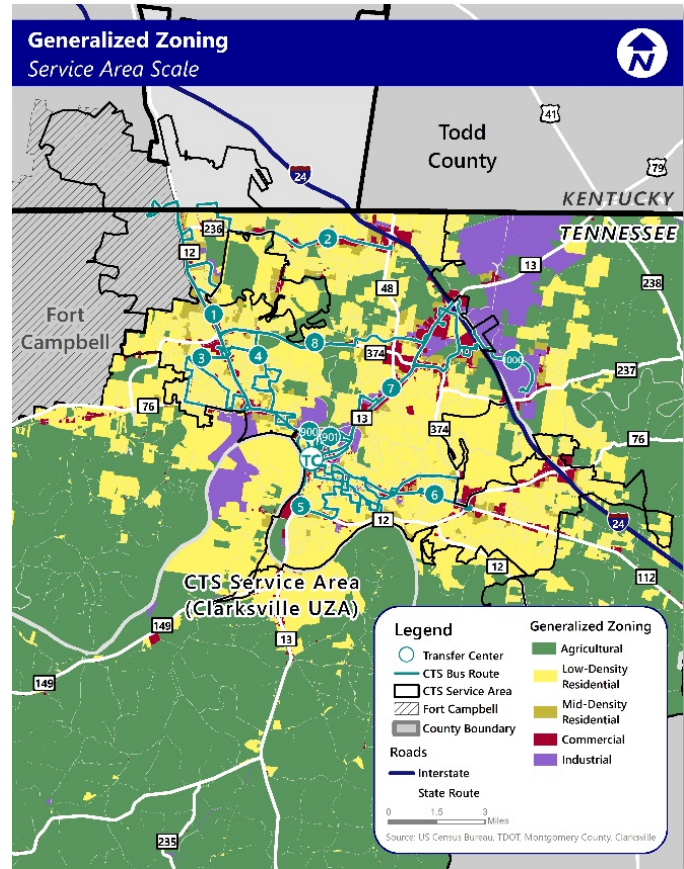 Generalized Zoning
Service Area Scale
N
41
Todd
County
24
79
KENTUCKY
TENNESSEE
236
2
12
13
48
238
1
Fort
Campbell
3
4
8
374
000
237
7
76
13
374
900
901
76
TC
6
5
12
24
12
CTS Service Area
(Clarksville UZA)
112
149
13
149
235
Legend
Transfer Center
CTS Bus Route
CTS Service Area
Fort Campbell
County Boundary
Roads
Interstate
State Route
0 1.5 3
Miles
Generalized Zoning
Agricultural
Low-Density
Residential
Mid-Density
Residential
Commercial
Industrial
Source: US Census Bureau, TDOT, Montgomery County, Clarksville